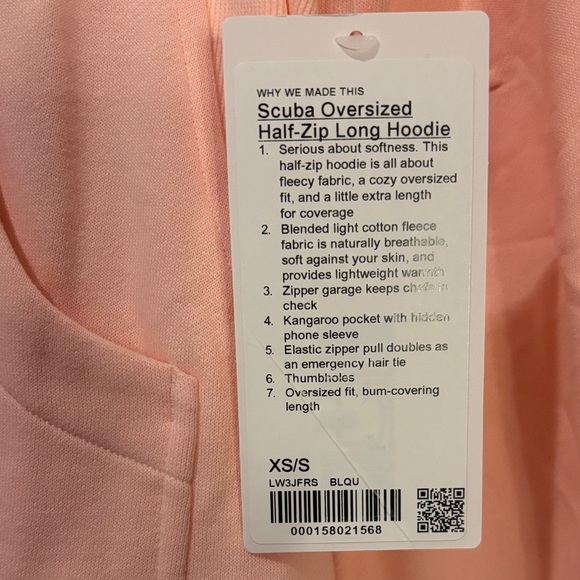 WHY WE MADE THIS
Scuba Oversized
Half-Zip Long Hoodie
1. Serious about softness. This
half-zip hoodie is all about
fleecy fabric, a cozy oversized
fit, and a little extra length
for coverage
2. Blended light cotton fleece
fabric is naturally breathable,
soft against your skin, and
provides lightweight warmth
3. Zipper garage keeps chafe in
check
4. Kangaroo pocket with hidden
phone sleeve
5. Elastic zipper pull doubles as
an emergency hair tie
6. Thumbholes
7. Oversized fit, bum-covering
length
XS/S
LW3JFRS BLQU
000158021568